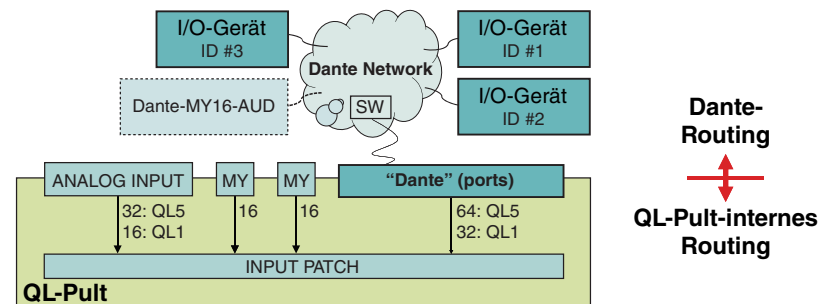 I/O-Gerät
ID #3
I/O-Gerät
ID #1
Dante Network
Dante-MY16-AUD
SW
I/O-Gerät
ID #2
Dante-
Routing
ANALOG INPUT
MY
MY
“Dante” (ports)
32: QL5
16: QL1
16
16
64: QL5
32: QL1
QL-Pult-internes
Routing
INPUT PATCH
QL-Pult